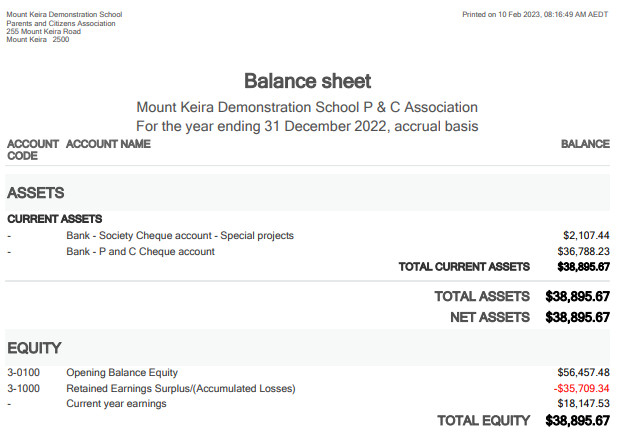 Mount Keira Demonstration School
Parents and Citizens Association
255 Mount Keira Road
Mount Keira 2500
Printed on 10 Feb 2023, 08:16:49 AM AEDT
Balance sheet
Mount Keira Demonstration School P & C Association
For the year ending 31 December 2022, accrual basis
ACCOUNT CODE ACCOUNT NAME BALANCE
ASSETS
CURRENT ASSETS
- Bank - Society Cheque account - Special projects $2,107.44
- Bank - P and C Cheque account $36,788.23
TOTAL CURRENT ASSETS $38,895.67
TOTAL ASSETS $38,895.67
NET ASSETS $38,895.67
EQUITY
3-0100 Opening Balance Equity $56,457.48
3-1000 Retained Earnings Surplus/(Accumulated Losses) -$35,709.34
- Current year earnings $18,147.53
TOTAL EQUITY $38,895.67